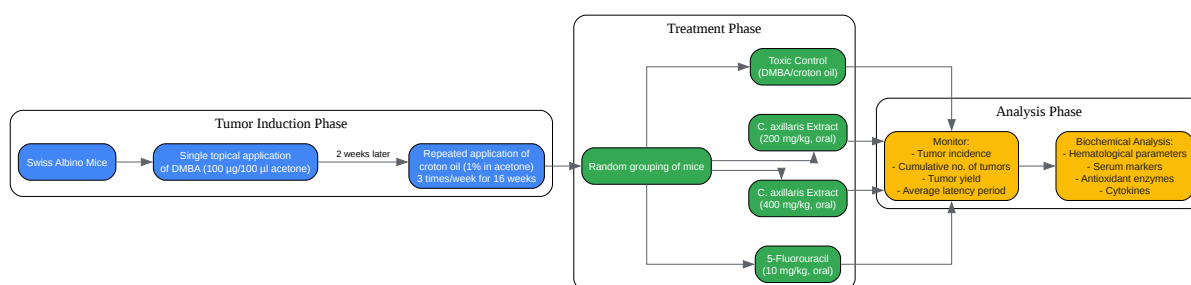 Tumor Induction Phase
Swiss Albino Mice
Single topical application
of DMBA (100 µg/100 µl acetone)
2 weeks later
Repeated application of
croton oil (1% in acetone)
3 times/week for 16 weeks
Treatment Phase
Random grouping of mice
Toxic Control
(DMBA/croton oil)
C. axillaris Extract
(200 mg/kg, oral)
C. axillaris Extract
(400 mg/kg, oral)
5-Fluorouracil
(10 mg/kg, oral)
Analysis Phase
Monitor:
- Tumor incidence
- Cumulative no. of tumors
- Tumor yield
- Average latency period
Biochemical Analysis:
- Hematological parameters
- Serum markers
- Antioxidant enzymes
- Cytokines